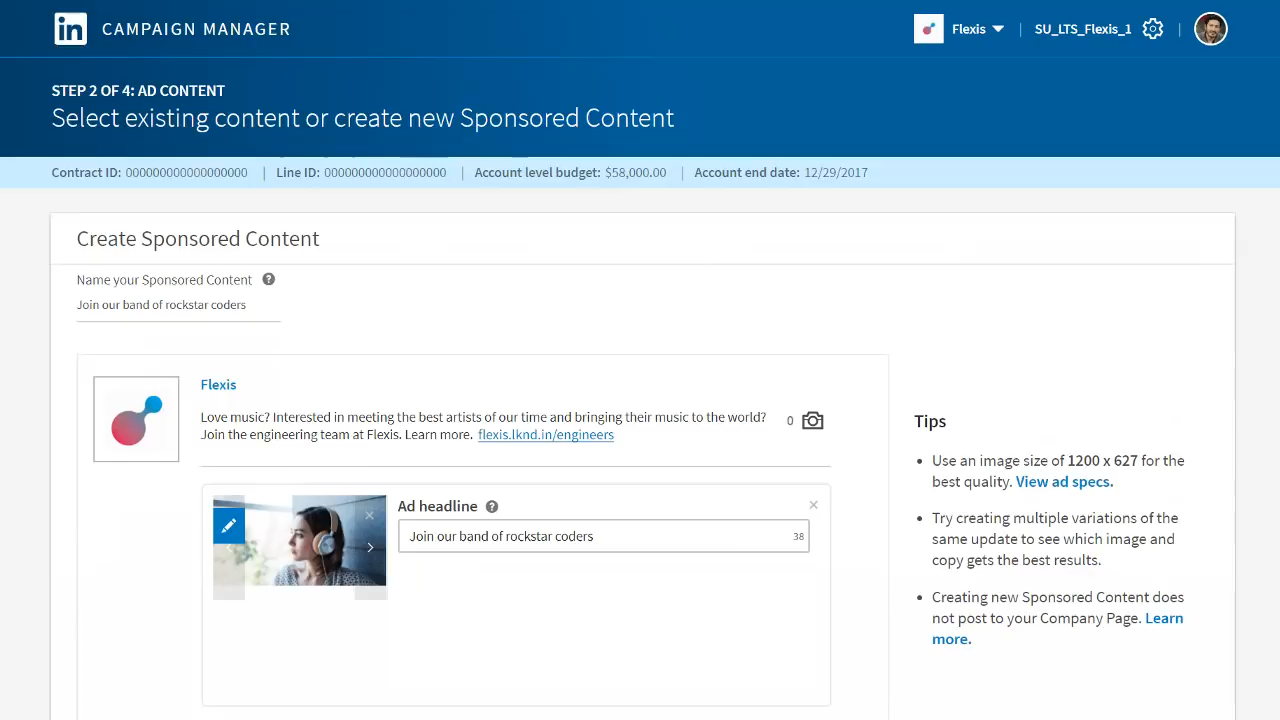 in CAMPAIGN MANAGER
Flexis | SU_LTS_Flexis_1 |
STEP 2 OF 4: AD CONTENT
Select existing content or create new Sponsored Content
Contract ID: 000000000000000000 | Line ID: 000000000000000000 | Account level budget: $58,000.00 | Account end date: 12/29/2017
Create Sponsored Content
Name your Sponsored Content ?
Join our band of rockstar coders
Flexis
Love music? Interested in meeting the best artists of our time and bringing their music to the world?
Join the engineering team at Flexis. Learn more. flexis.lknd.in/engineers
0
Ad headline ?
Join our band of rockstar coders 38
Tips
• Use an image size of 1200 x 627 for the
best quality. View ad specs.
• Try creating multiple variations of the
same update to see which image and
copy gets the best results.
• Creating new Sponsored Content does
not post to your Company Page. Learn
more.